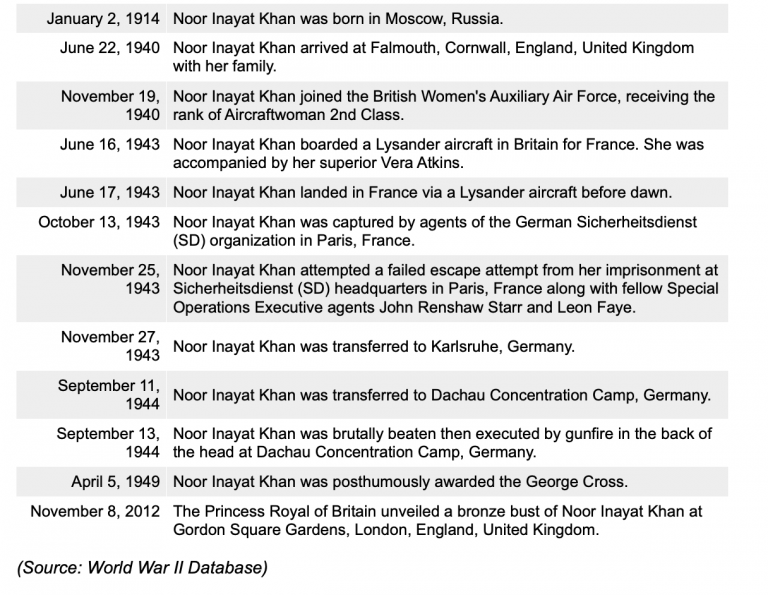 January 2, 1914 Noor Inayat Khan was born in Moscow, Russia.
June 22, 1940 Noor Inayat Khan arrived at Falmouth, Cornwall, England, United Kingdom
with her family.
November 19,
1940
Noor Inayat Khan joined the British Women's Auxiliary Air Force, receiving the
rank of Aircraftwoman 2nd Class.
June 16, 1943 Noor Inayat Khan boarded a Lysander aircraft in Britain for France. She was
accompanied by her superior Vera Atkins.
June 17, 1943 Noor Inayat Khan landed in France via a Lysander aircraft before dawn.
October 13, 1943 Noor Inayat Khan was captured by agents of the German Sicherheitsdienst
(SD) organization in Paris, France.
November 25,
1943
Noor Inayat Khan attempted a failed escape attempt from her imprisonment at
Sicherheitsdienst (SD) headquarters in Paris, France along with fellow Special
Operations Executive agents John Renshaw Starr and Leon Faye.
November 27,
1943
Noor Inayat Khan was transferred to Karlsruhe, Germany.
September 11,
1944
Noor Inayat Khan was transferred to Dachau Concentration Camp, Germany.
September 13,
1944
Noor Inayat Khan was brutally beaten then executed by gunfire in the back of
the head at Dachau Concentration Camp, Germany.
April 5, 1949 Noor Inayat Khan was posthumously awarded the George Cross.
November 8, 2012 The Princess Royal of Britain unveiled a bronze bust of Noor Inayat Khan at
Gordon Square Gardens, London, England, United Kingdom.
(Source: World War II Database)